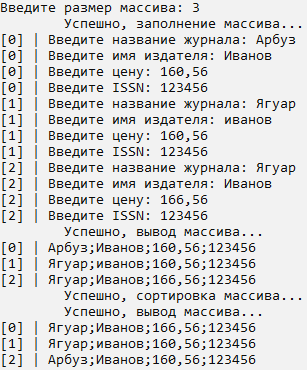 Введите размер массива: 3
Успешно, заполнение массива...
[0] | Введите название журнала: Арбуз
[0] | Введите имя издателя: Иванов
[0] | Введите цену: 160,56
[0] | Введите ISSN: 123456
[1] | Введите название журнала: Ягуар
[1] | Введите имя издателя: иванов
[1] | Введите цену: 160,56
[1] | Введите ISSN: 123456
[2] | Введите название журнала: Ягуар
[2] | Введите имя издателя: Иванов
[2] | Введите цену: 166,56
[2] | Введите ISSN: 123456
Успешно, вывод массива...
[0] | Арбуз;Иванов;160,56;123456
[1] | Ягуар;иванов;160,56;123456
[2] | Ягуар;Иванов;166,56;123456
Успешно, сортировка массива...
Успешно, вывод массива...
[0] | Ягуар;Иванов;166,56;123456
[1] | Ягуар;иванов;160,56;123456
[2] | Арбуз;Иванов;160,56;123456